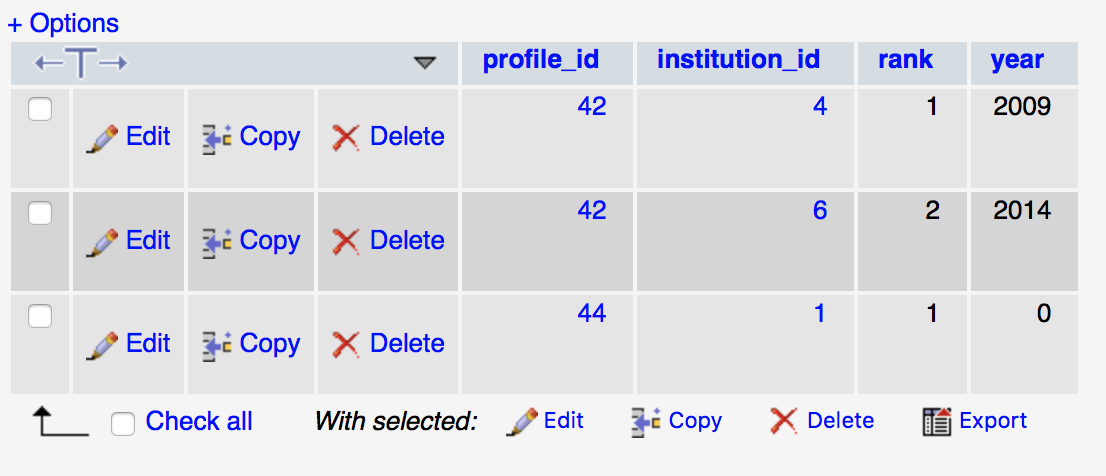 + Options
←T→ profile_id institution_id rank year
Edit Copy Delete 42 4 1 2009
Edit Copy Delete 42 6 2 2014
Edit Copy Delete 44 1 1 0
Check all With selected: Edit Copy Delete Export